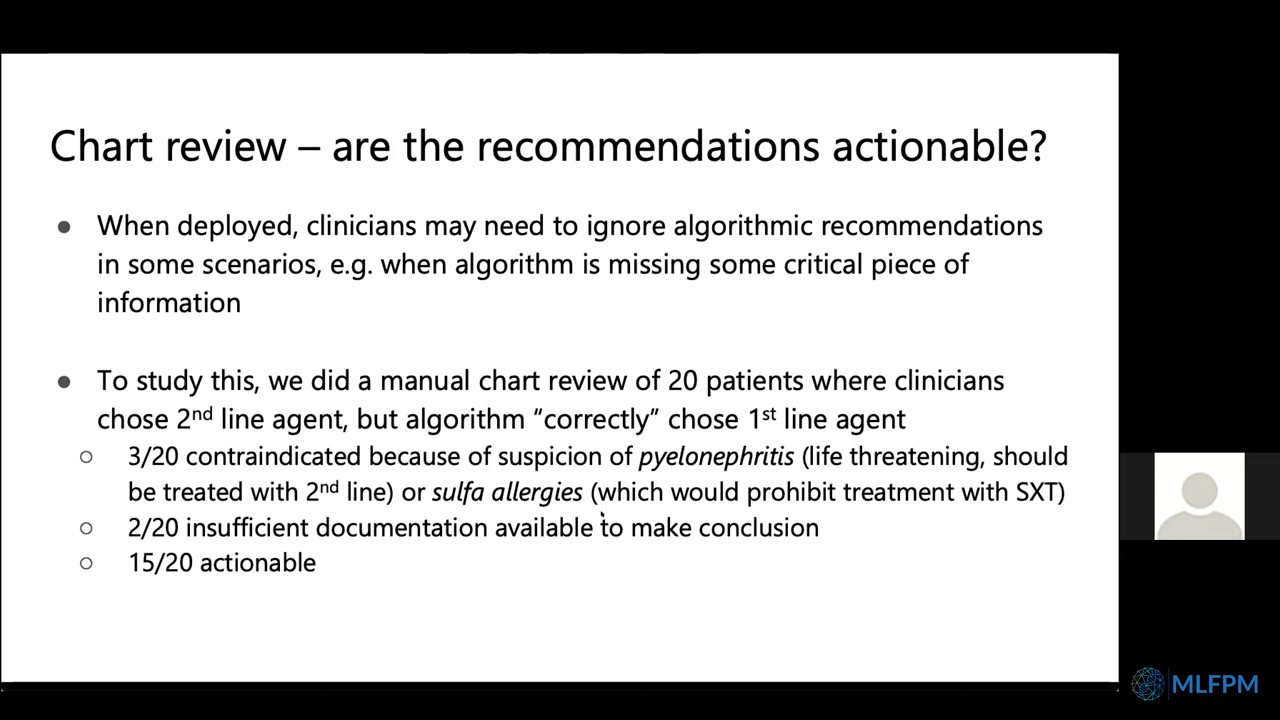 Chart review – are the recommendations actionable?
● When deployed, clinicians may need to ignore algorithmic recommendations
in some scenarios, e.g. when algorithm is missing some critical piece of
information
● To study this, we did a manual chart review of 20 patients where clinicians
chose 2nd line agent, but algorithm “correctly” chose 1st line agent
○ 3/20 contraindicated because of suspicion of pyelonephritis (life threatening, should
be treated with 2nd line) or sulfa allergies (which would prohibit treatment with SXT)
○ 2/20 insufficient documentation available to make conclusion
○ 15/20 actionable
MLFPM